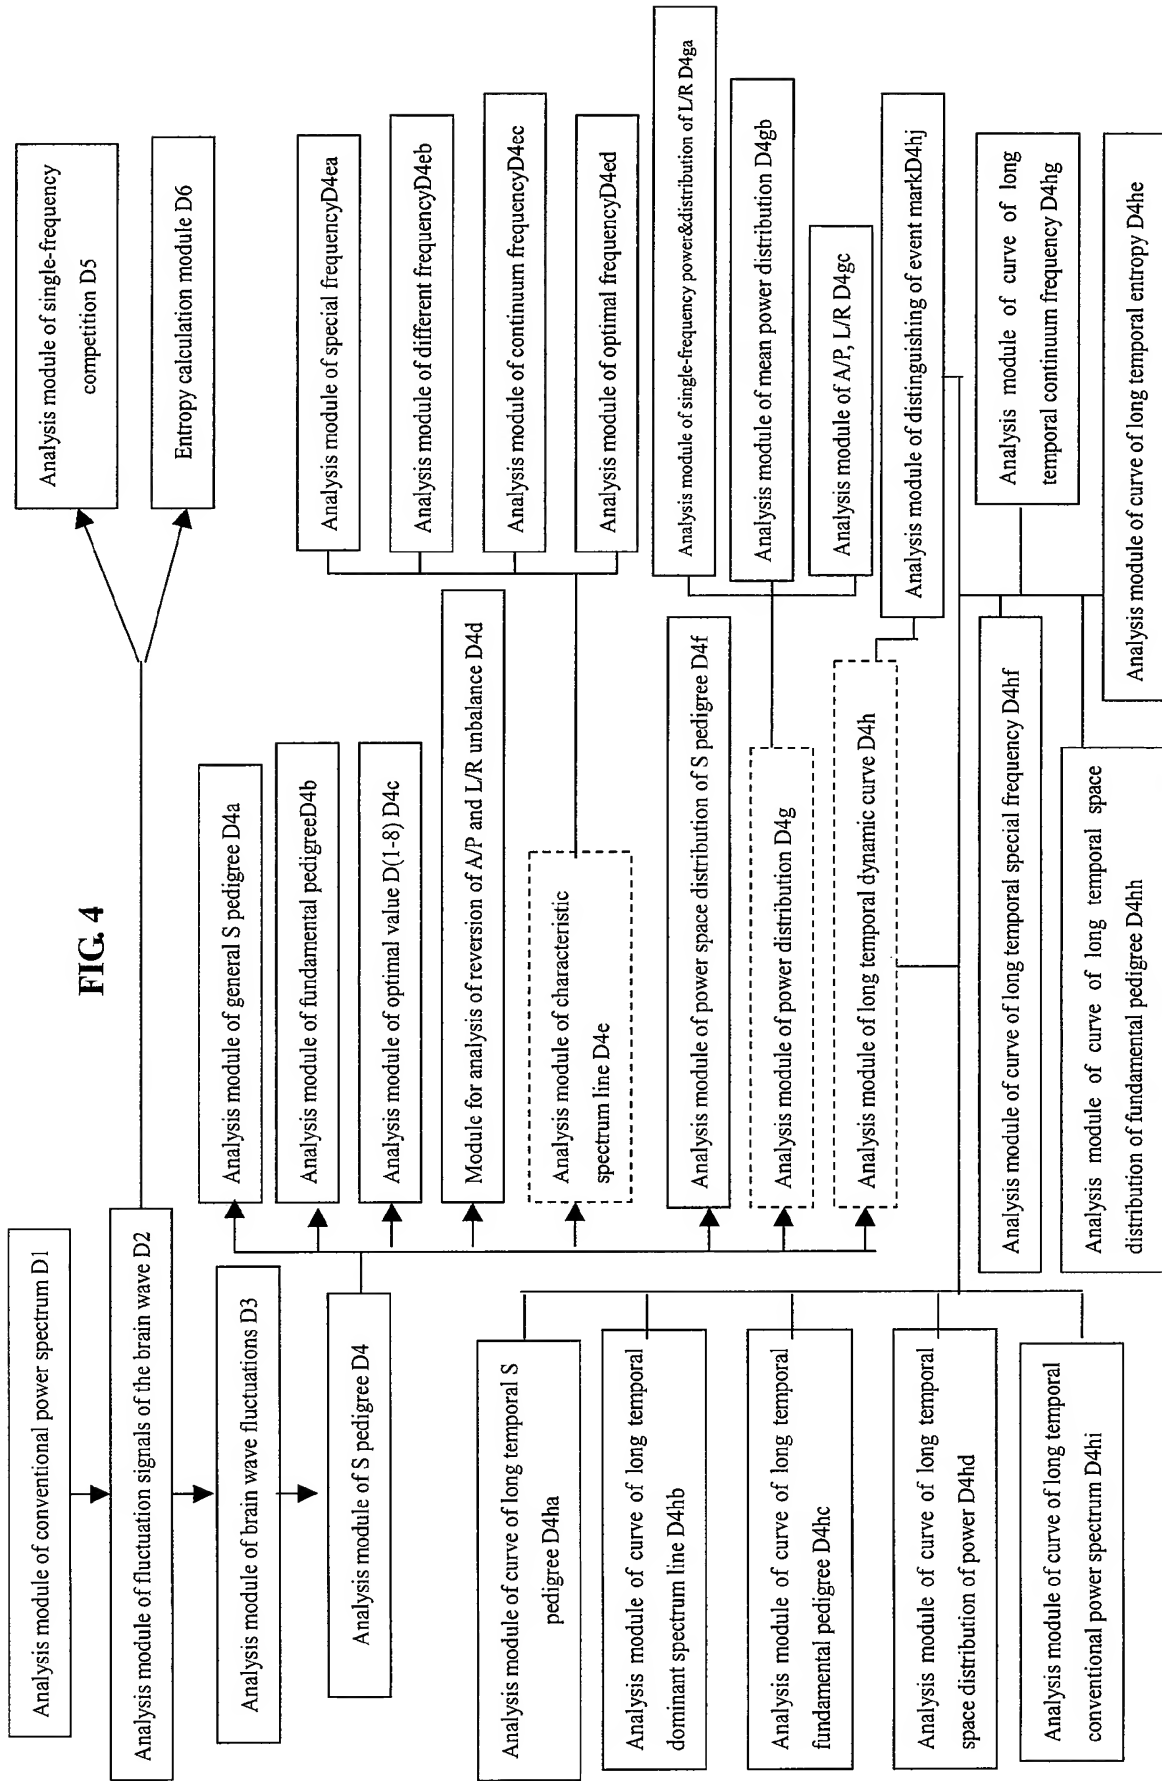 FIG. 4
Analysis module of conventional power spectrum D1
Analysis module of fluctuation signals of the brain wave D2
Analysis module of brain wave fluctuations D3
Analysis module of S pedigree D4
Analysis module of single-frequency
competition D5
Entropy calculation module D6
Analysis module of general S pedigree D4a
Analysis module of fundamental pedigreeD4b
Analysis module of optimal value D(1-8) D4c
Module for analysis of reversion of A/P and L/R unbalance D4d
Analysis module of characteristic
spectrum line D4e
Analysis module of power space distribution of S pedigree D4f
Analysis module of power distribution D4g
Analysis module of long temporal dynamic curve D4h
Analysis module of special frequencyD4ea
Analysis module of different frequencyD4eb
Analysis module of continuum frequencyD4ec
Analysis module of optimal frequencyD4ed
Analysis module of single-frequency power&distribution of L/R D4ga
Analysis module of mean power distribution D4gb
Analysis module of A/P, L/R D4gc
Analysis module of distinguishing of event markD4hj
Analysis module of curve of long temporal S
pedigree D4ha
Analysis module of curve of long temporal
dominant spectrum line D4hb
Analysis module of curve of long temporal
fundamental pedigree D4hc
Analysis module of curve of long temporal
space distribution of power D4hd
Analysis module of curve of long temporal
conventional power spectrum D4hi
Analysis module of curve of long temporal special frequency D4hf
Analysis module of curve of long temporal space
distribution of fundamental pedigree D4hh
Analysis module of curve of long
temporal continuum frequency D4hg
Analysis module of curve of long temporal entropy D4he